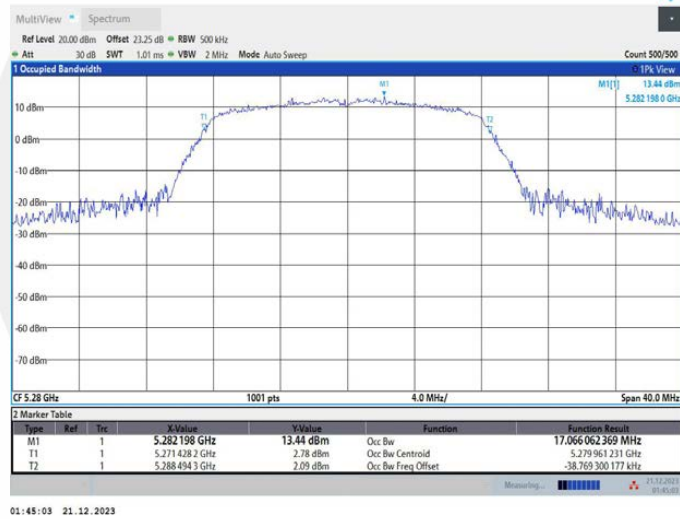 MultiView Spectrum
Ref Level 20.00 dBm Offset 23.25 dB RBW 500 kHz
Att 30 dB SWT 1.01 ms VBW 2 MHz Mode Auto Sweep Count 500/500
1 Occupied Bandwidth 1Pk View
M1[1] 13.44 dBm
5.282 198 0 GHz
M1
10 dBm
T1
T2
0 dBm
-10 dBm
-20 dBm
-30 dBm
-40 dBm
-50 dBm
-60 dBm
-70 dBm
CF 5.28 GHz 1001 pts 4.0 MHz/ Span 40.0 MHz
2 Marker Table
Type Ref Trc X-Value Y-Value Function Function Result
M1 1 5.282 198 GHz 13.44 dBm Occ Bw 17.066 062 369 MHz
T1 1 5.271 428 2 GHz 2.78 dBm Occ Bw Centroid 5.279 961 231 GHz
T2 1 5.288 494 3 GHz 2.09 dBm Occ Bw Freq Offset -38.769 300 177 kHz
Measuring... 21.12.2023
01:45:03
01:45:03 21.12.2023